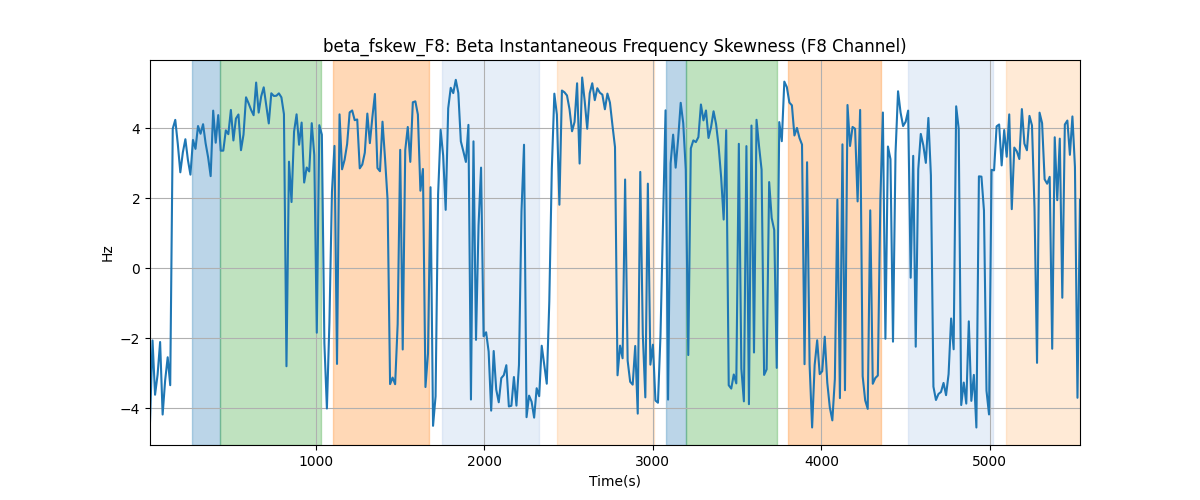 beta_fskew_F8: Beta Instantaneous Frequency Skewness (F8 Channel)
Hz
4
2
0
−2
−4
1000 2000 3000 4000 5000
Time(s)